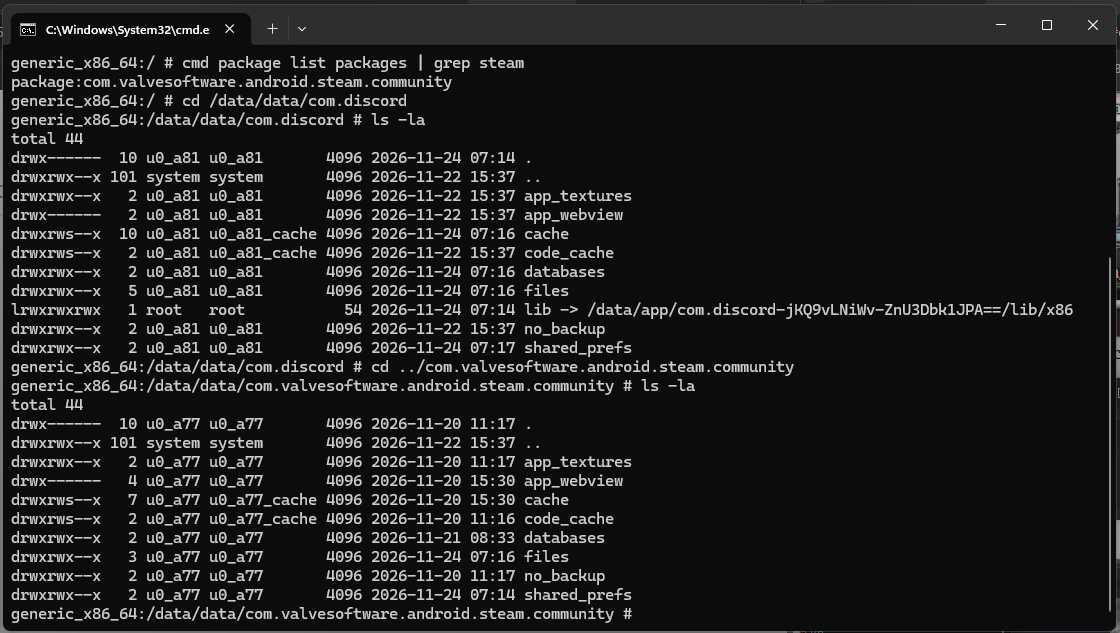 C:\Windows\System32\cmd.e
generic_x86_64:/ # cmd package list packages | grep steam
package:com.valvesoftware.android.steam.community
generic_x86_64:/ # cd /data/data/com.discord
generic_x86_64:/data/data/com.discord # ls -la
total 44
drwx------  10 u0_a81 u0_a81       4096 2026-11-24 07:14 .
drwxrwx--x 101 system system       4096 2026-11-22 15:37 ..
drwxrwx--x   2 u0_a81 u0_a81       4096 2026-11-22 15:37 app_textures
drwx------   2 u0_a81 u0_a81       4096 2026-11-22 15:37 app_webview
drwxrws--x  10 u0_a81 u0_a81_cache 4096 2026-11-24 07:16 cache
drwxrws--x   2 u0_a81 u0_a81_cache 4096 2026-11-22 15:37 code_cache
drwxrwx--x   2 u0_a81 u0_a81       4096 2026-11-24 07:16 databases
drwxrwx--x   5 u0_a81 u0_a81       4096 2026-11-24 07:16 files
lrwxrwxrwx   1 root   root           54 2026-11-24 07:14 lib -> /data/app/com.discord-jKQ9vLNiWv-ZnU3Dbk1JPA==/lib/x86
drwxrwx--x   2 u0_a81 u0_a81       4096 2026-11-22 15:37 no_backup
drwxrwx--x   2 u0_a81 u0_a81       4096 2026-11-24 07:17 shared_prefs
generic_x86_64:/data/data/com.discord # cd ../com.valvesoftware.android.steam.community
generic_x86_64:/data/data/com.valvesoftware.android.steam.community # ls -la
total 44
drwx------  10 u0_a77 u0_a77       4096 2026-11-20 11:17 .
drwxrwx--x 101 system system       4096 2026-11-22 15:37 ..
drwxrwx--x   2 u0_a77 u0_a77       4096 2026-11-20 11:17 app_textures
drwx------   4 u0_a77 u0_a77       4096 2026-11-20 15:30 app_webview
drwxrws--x   7 u0_a77 u0_a77_cache 4096 2026-11-20 15:30 cache
drwxrws--x   2 u0_a77 u0_a77_cache 4096 2026-11-20 11:16 code_cache
drwxrwx--x   2 u0_a77 u0_a77       4096 2026-11-21 08:33 databases
drwxrwx--x   3 u0_a77 u0_a77       4096 2026-11-24 07:16 files
drwxrwx--x   2 u0_a77 u0_a77       4096 2026-11-20 11:17 no_backup
drwxrwx--x   2 u0_a77 u0_a77       4096 2026-11-24 07:14 shared_prefs
generic_x86_64:/data/data/com.valvesoftware.android.steam.community #